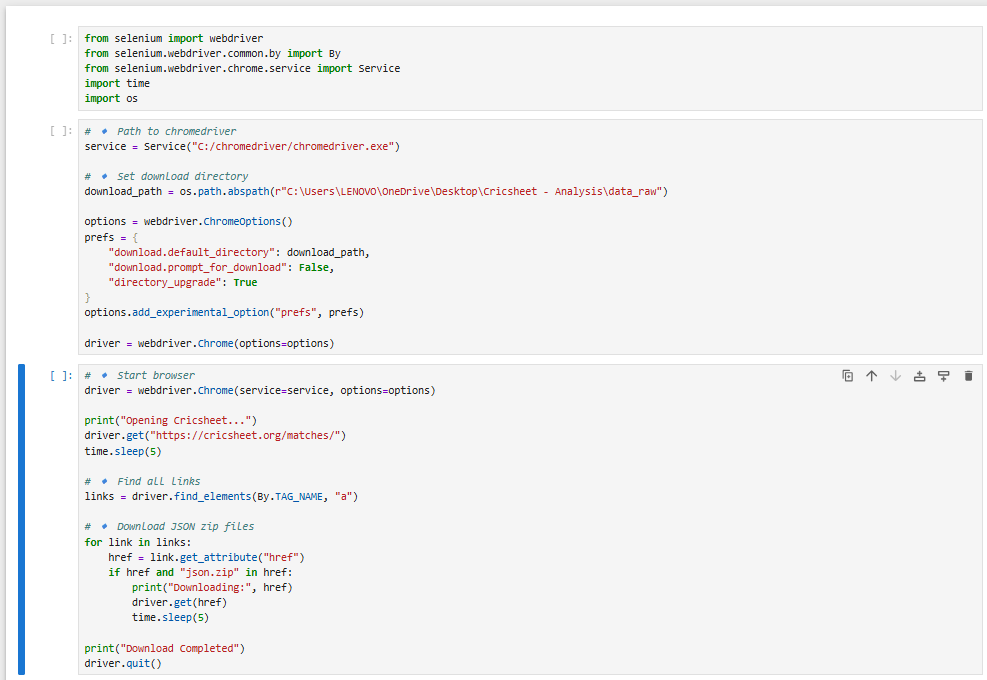 [ ]: from selenium import webdriver
from selenium.webdriver.common.by import By
from selenium.webdriver.chrome.service import Service
import time
import os
[ ]: # 🔹 Path to chromedriver
service = Service("C:/chromedriver/chromedriver.exe")
# 🔹 Set download directory
download_path = os.path.abspath(r"C:\Users\LENOVO\OneDrive\Desktop\Cricsheet - Analysis\data_raw")
options = webdriver.ChromeOptions()
prefs = {
    "download.default_directory": download_path,
    "download.prompt_for_download": False,
    "directory_upgrade": True
}
options.add_experimental_option("prefs", prefs)
driver = webdriver.Chrome(options=options)
[ ]: # 🔹 Start browser
driver = webdriver.Chrome(service=service, options=options)
print("Opening Cricsheet...")
driver.get("https://cricsheet.org/matches/")
time.sleep(5)
# 🔹 Find all links
links = driver.find_elements(By.TAG_NAME, "a")
# 🔹 Download JSON zip files
for link in links:
    href = link.get_attribute("href")
    if href and "json.zip" in href:
        print("Downloading:", href)
        driver.get(href)
        time.sleep(5)
print("Download Completed")
driver.quit()